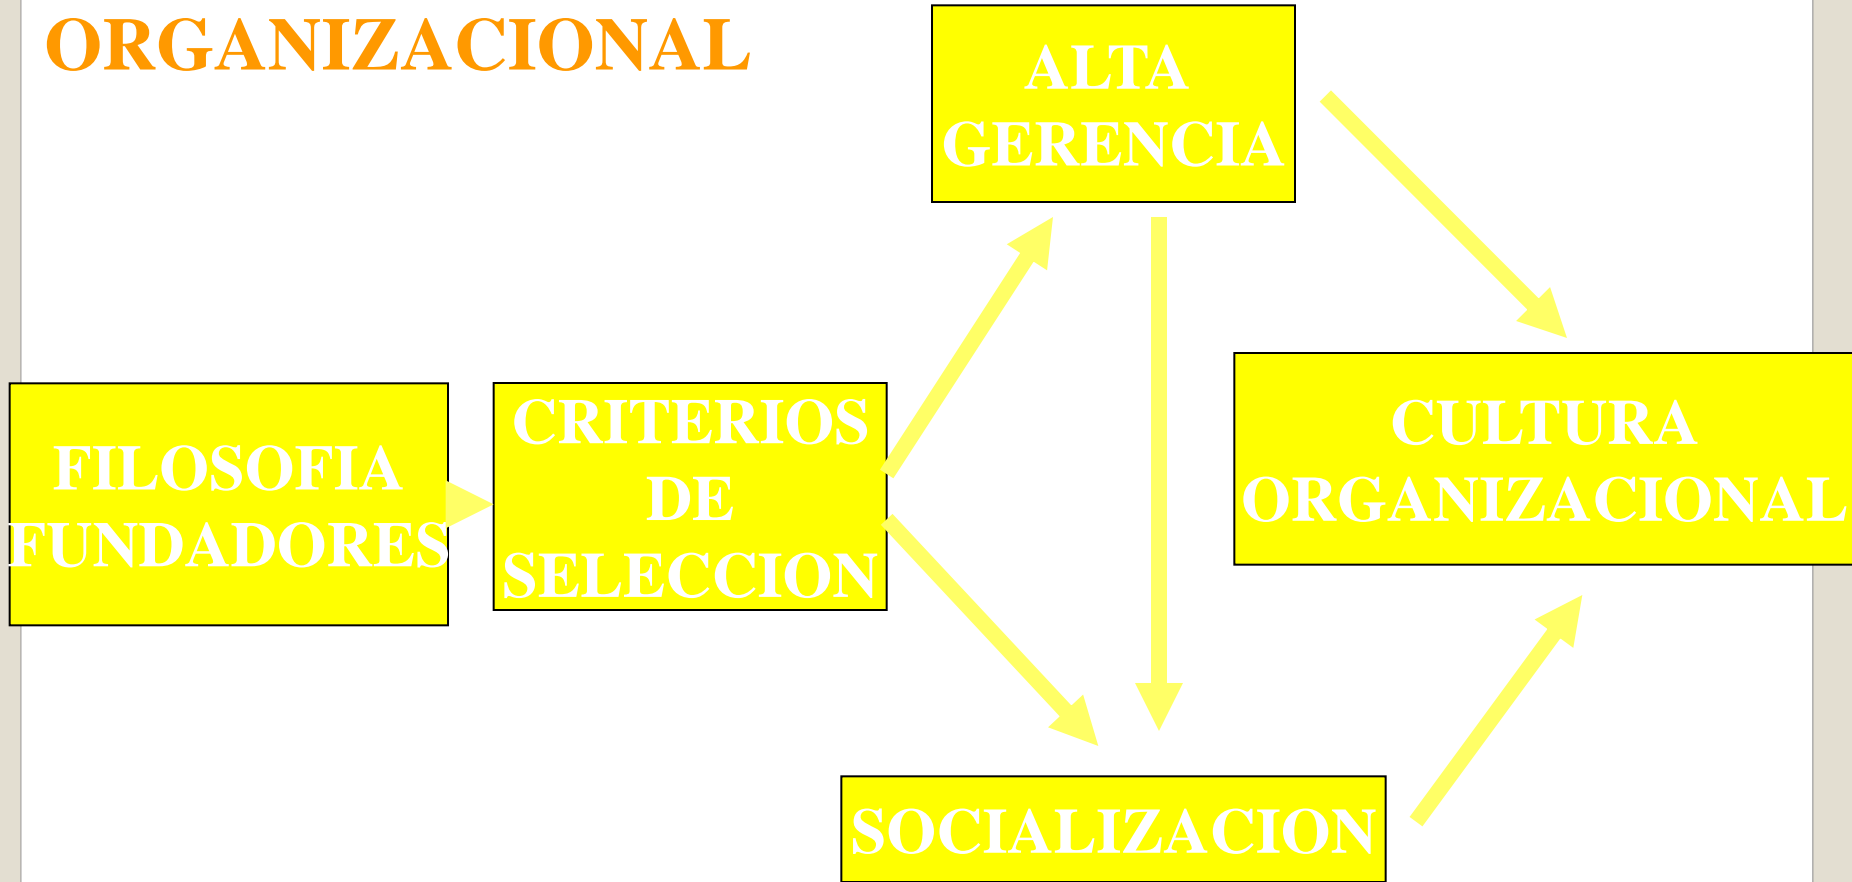 ORGANIZACIONAL
ALTA
GERENCIA
FILOSOFIA
FUNDADORES
CRITERIOS
DE
SELECCION
CULTURA
ORGANIZACIONAL
SOCIALIZACION